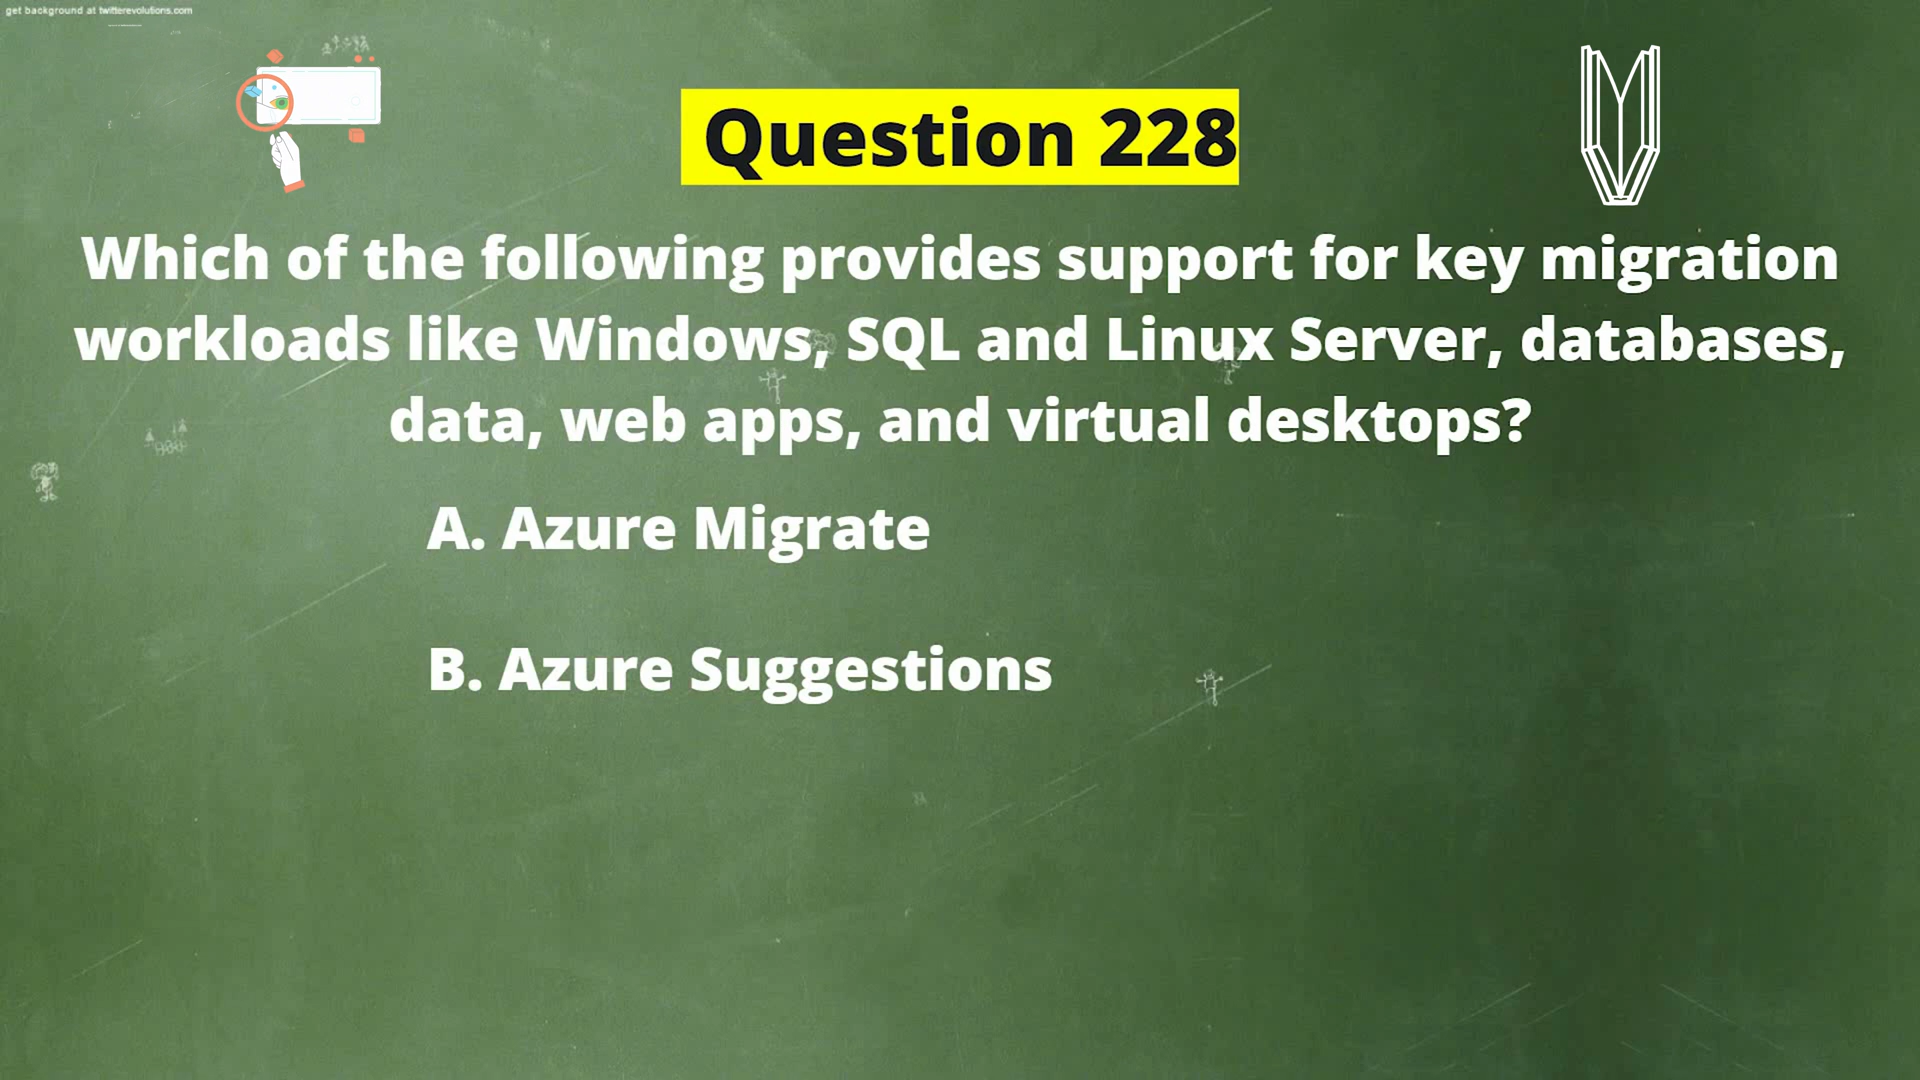 get background at twitterevolutions.com
Question 228
Which of the following provides support for key migration
workloads like Windows, SQL and Linux Server, databases,
data, web apps, and virtual desktops?
A. Azure Migrate
B. Azure Suggestions